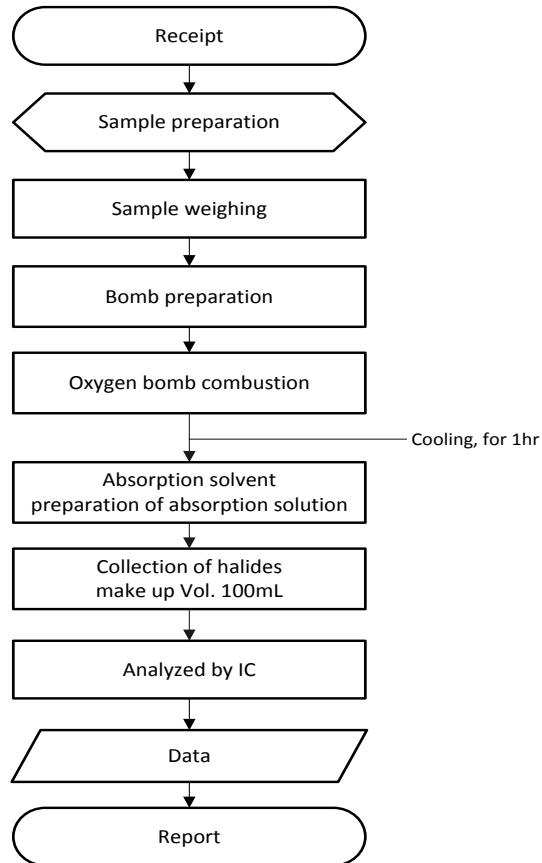 Receipt
Sample preparation
Sample weighing
Bomb preparation
Oxygen bomb combustion
Cooling, for 1hr
Absorption solvent
preparation of absorption solution
Collection of halides
make up Vol. 100mL
Analyzed by IC
Data
Report